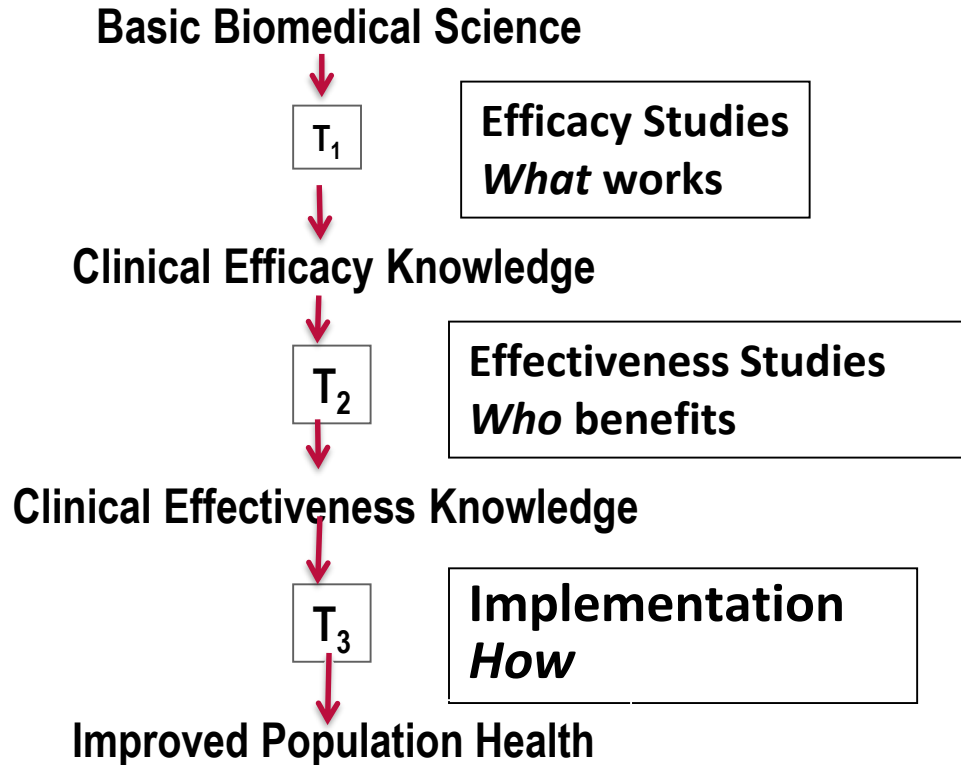 Basic Biomedical Science
T₁
Efficacy Studies
What works
Clinical Efficacy Knowledge
T₂
Effectiveness Studies
Who benefits
Clinical Effectiveness Knowledge
T₃
Implementation
How
Improved Population Health